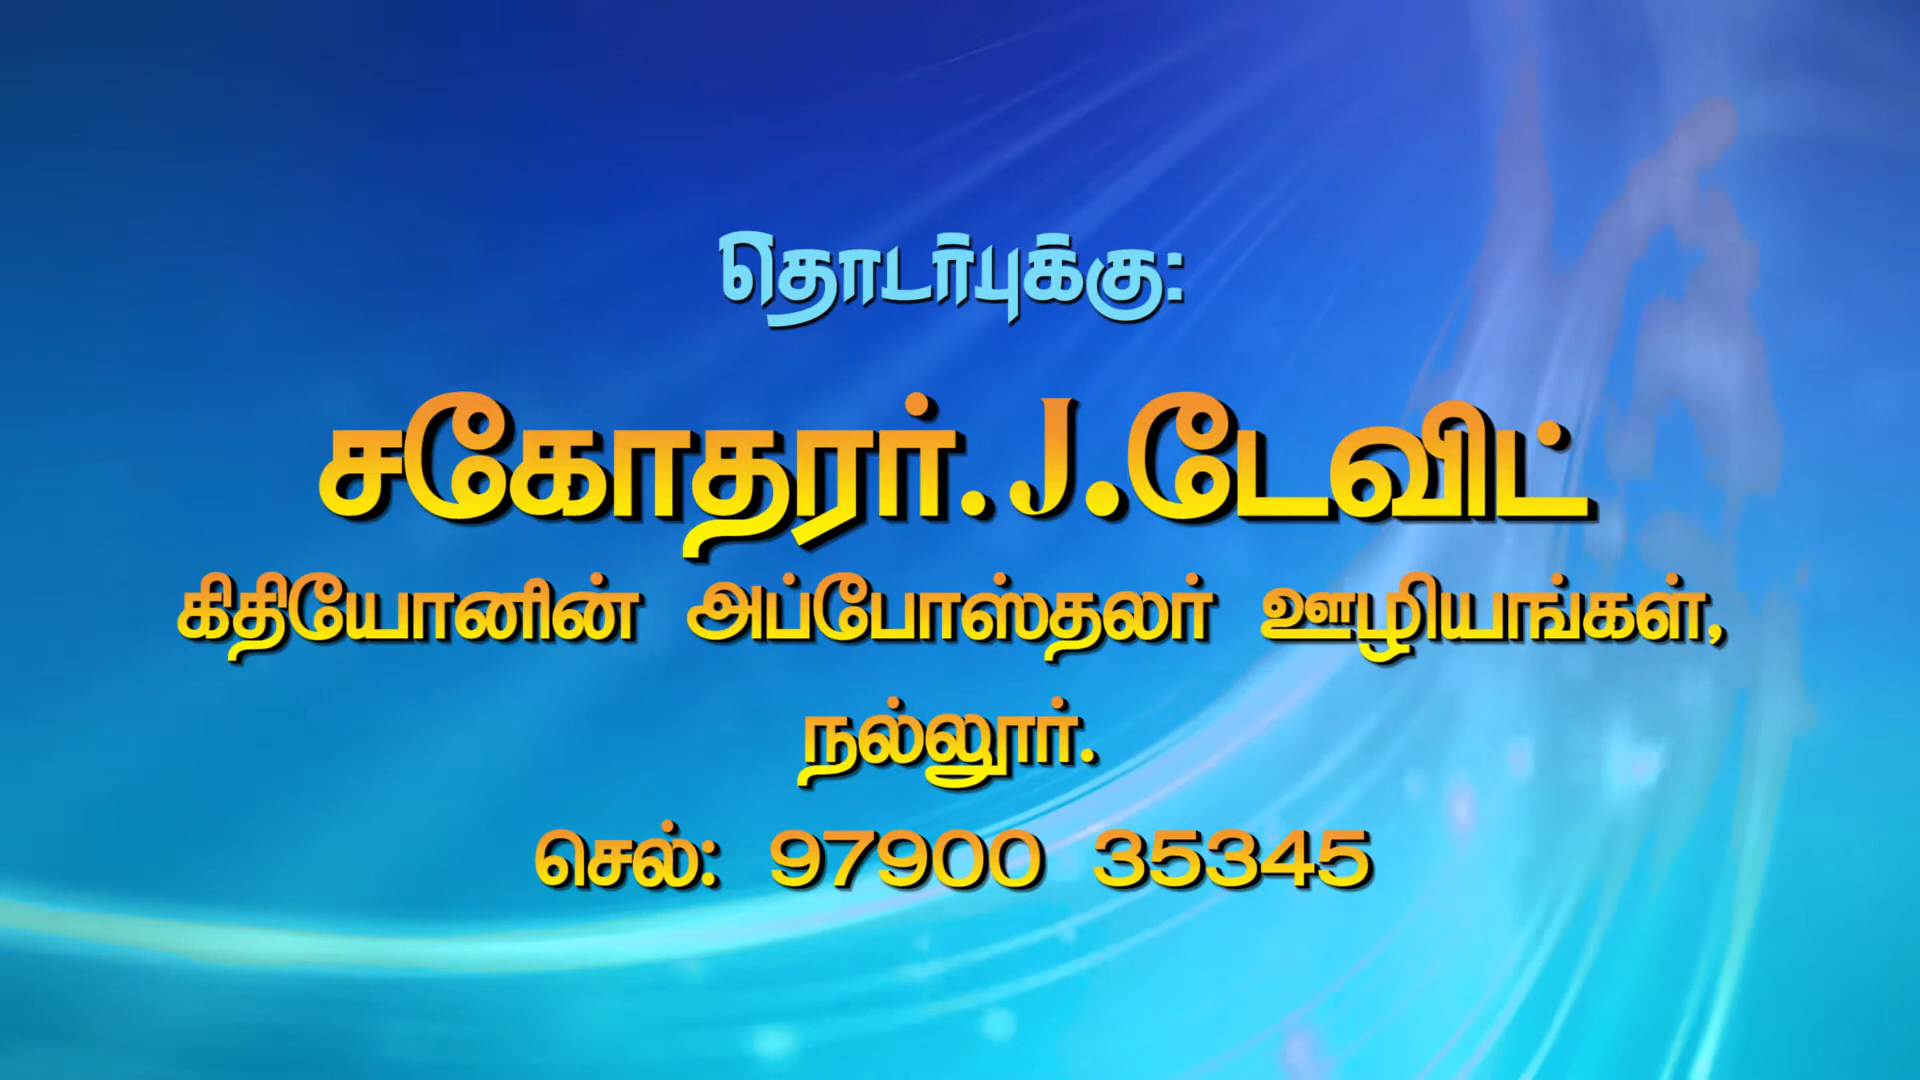 தொடர்புக்கு:
சகோதரர்.J.டேவிட்
கிதியோனின் அப்போஸ்தலர் ஊழியங்கள்,
நல்லூர்.
செல்: 97900 35345